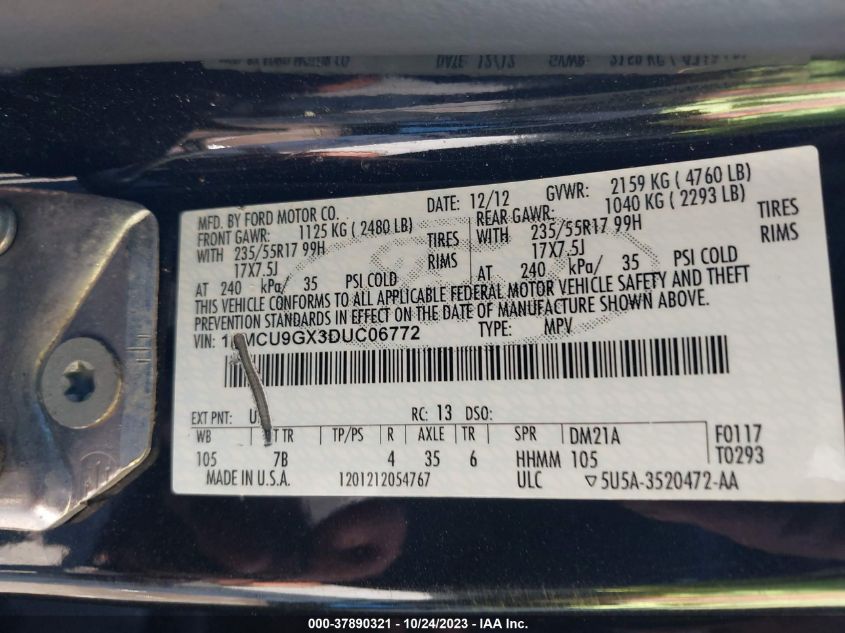 MFD. BY FORD MOTOR CO. DATE: 12/12 GVWR: 2159 KG ( 4760 LB)
FRONT GAWR: 1125 KG ( 2480 LB) REAR GAWR: 1040 KG ( 2293 LB)
WITH 235/55R17 99H TIRES WITH 235/55R17 99H TIRES
17X7.5J RIMS 17X7.5J RIMS
AT 240 kPa/ 35 PSI COLD AT 240 kPa/ 35 PSI COLD
THIS VEHICLE CONFORMS TO ALL APPLICABLE FEDERAL MOTOR VEHICLE SAFETY AND THEFT
PREVENTION STANDARDS IN EFFECT ON THE DATE OF MANUFACTURE SHOWN ABOVE.
VIN: MCU9GX3DUC06772 TYPE: MPV
EXT PNT: RC: 13 DSO:
WB TR TP/PS R AXLE TR SPR DM21A F0117
105 7B 4 35 6 HHMM 105 T0293
MADE IN U.S.A. 1201212054767 ULC 5U5A-3520472-AA
000-37890321 - 10/24/2023 - IAA Inc.